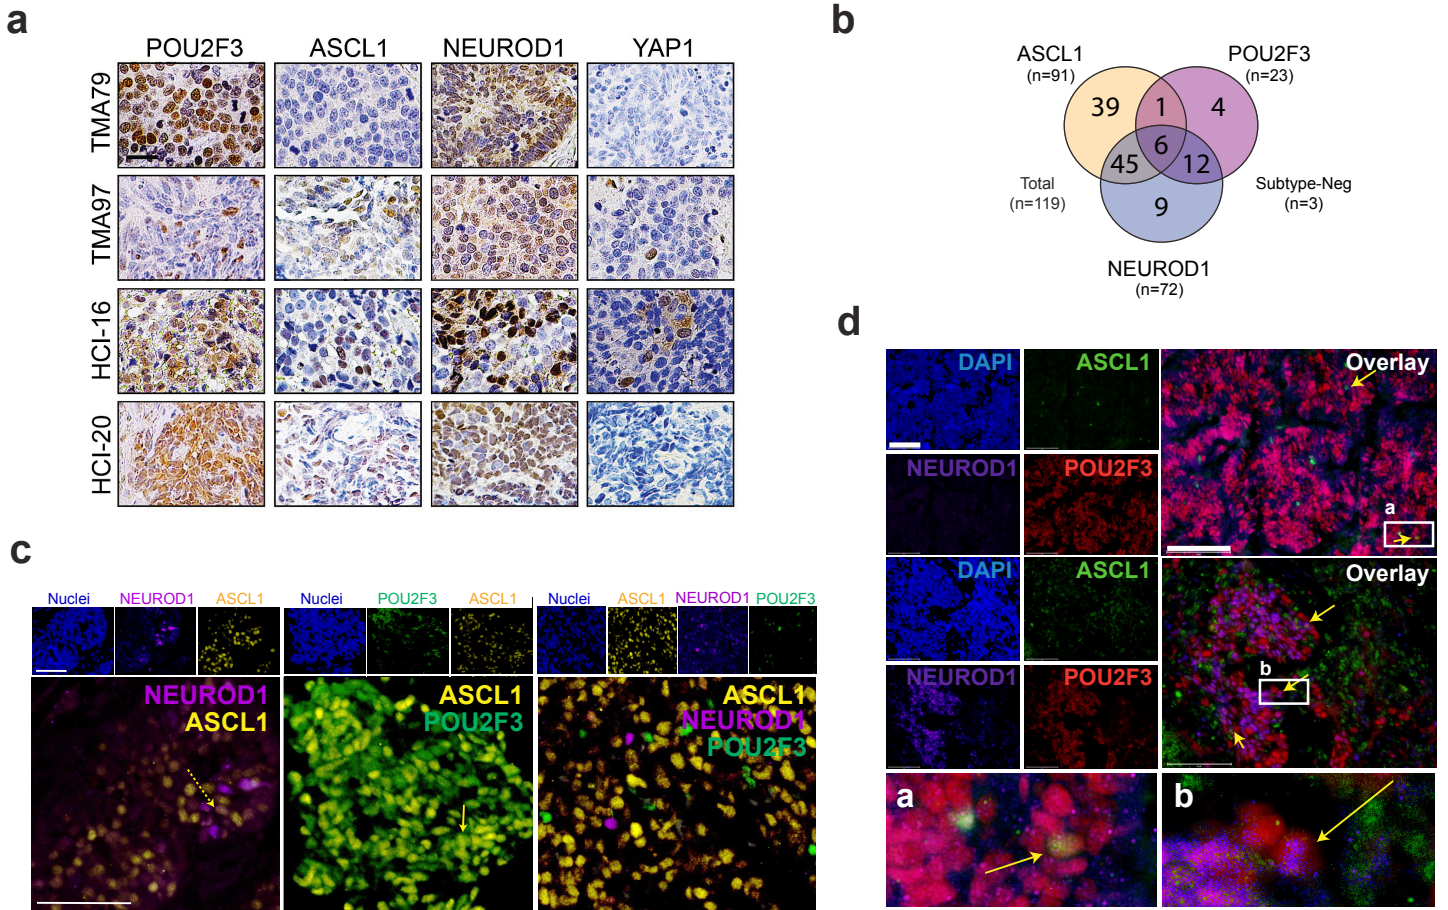 a
POU2F3 ASCL1 NEUROD1 YAP1
TMA79
TMA97
HCI-16
HCI-20
b
ASCL1
(n=91)
POU2F3
(n=23)
39 1 4
6
45 12
9
Total
(n=119)
Subtype-Neg
(n=3)
NEUROD1
(n=72)
c
Nuclei NEUROD1 ASCL1
NEUROD1
ASCL1
Nuclei POU2F3 ASCL1
ASCL1
POU2F3
Nuclei ASCL1 NEUROD1 POU2F3
ASCL1
NEUROD1
POU2F3
d
DAPI ASCL1 Overlay
NEUROD1 POU2F3
a
DAPI ASCL1 Overlay
NEUROD1 POU2F3
b
a b